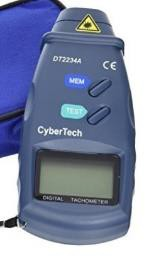 DT2234A
CE
MEM
TEST
CyberTech
DIGITAL TACHOMETER